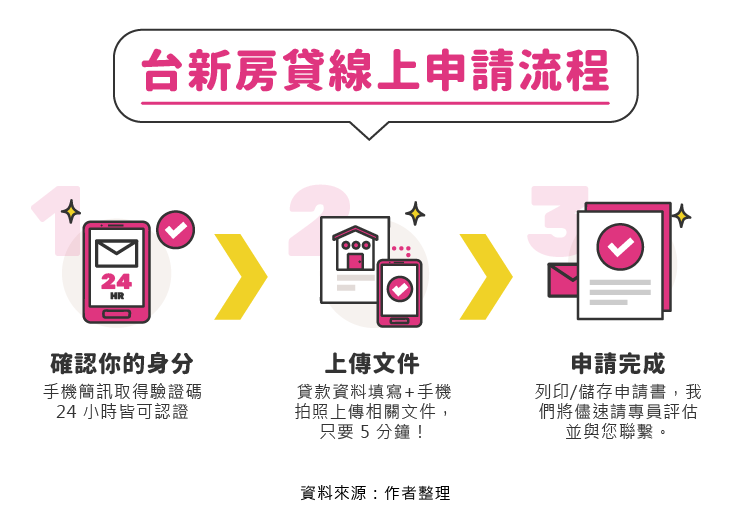 台新房貸線上申請流程
1
24
HR
確認你的身分
手機簡訊取得驗證碼
24 小時皆可認證
2
上傳文件
貸款資料填寫+手機
拍照上傳相關文件，
只要 5 分鐘！
3
申請完成
列印/儲存申請書，我
們將儘速請專員評估
並與您聯繫。
資料來源：作者整理